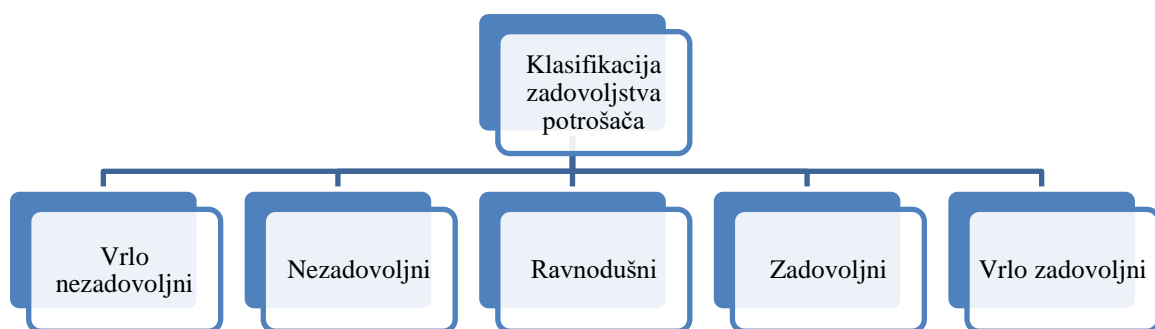 Klasifikacija
zadovoljstva
potrošača
Vrlo
nezadovoljni
Nezadovoljni
Ravnodušni
Zadovoljni
Vrlo zadovoljni